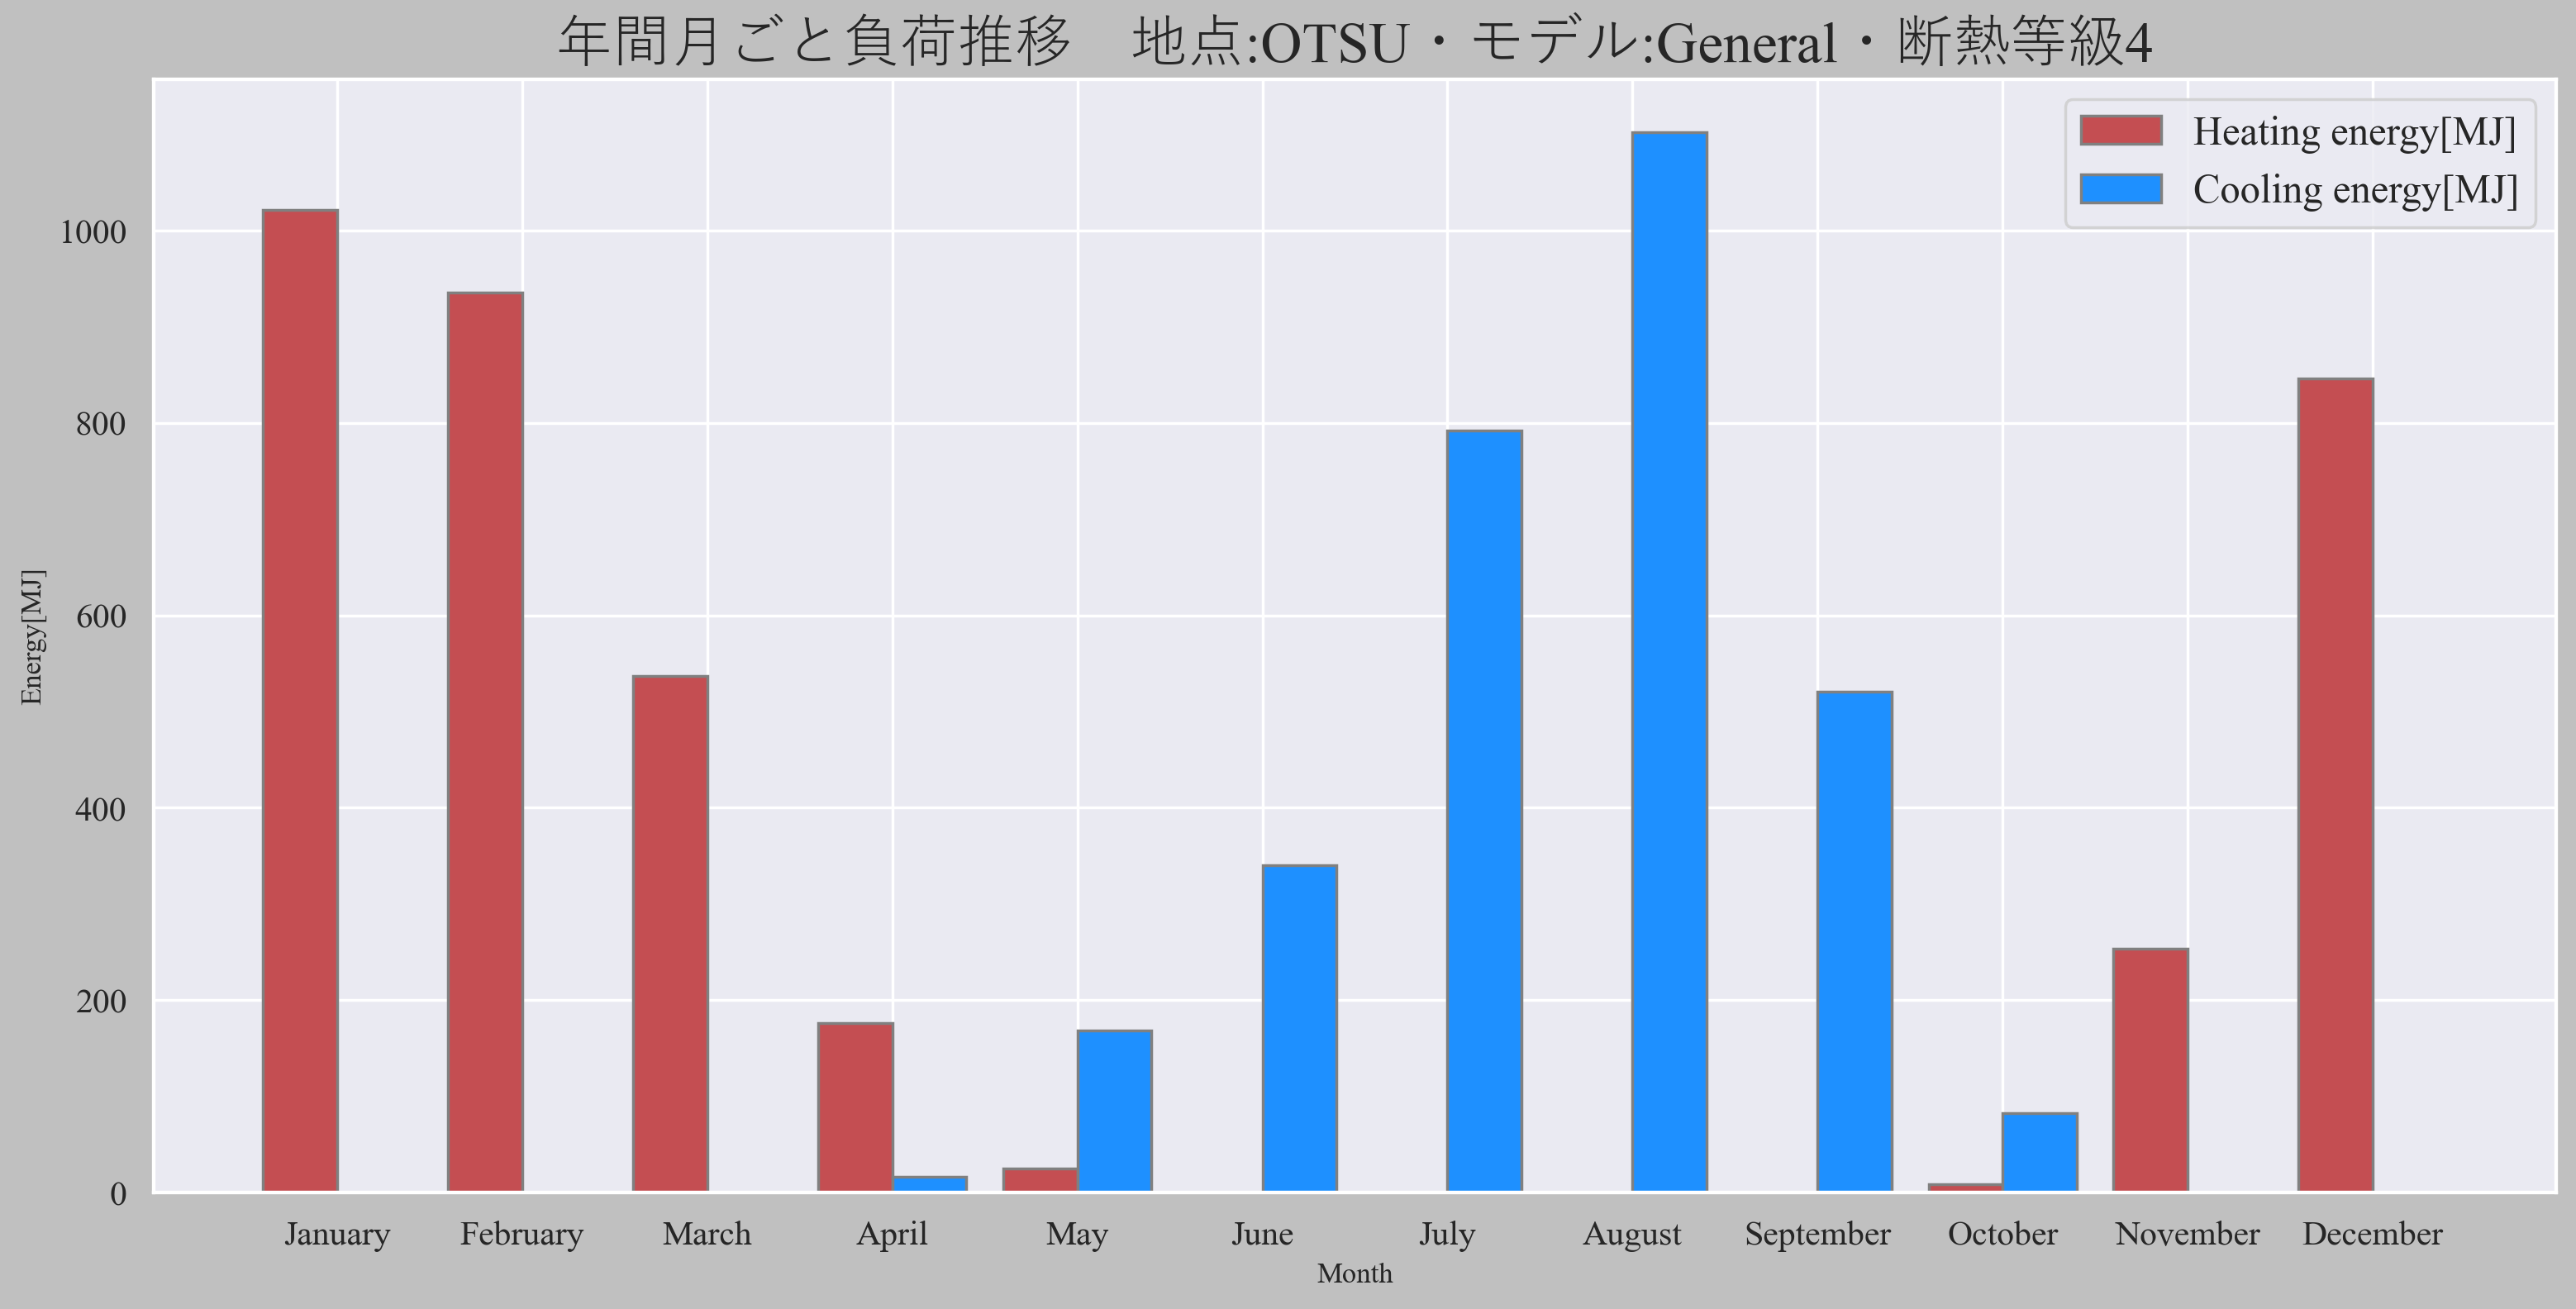 年間月ごと負荷推移　地点:OTSU・モデル:General・断熱等級4
Heating energy[MJ]
Cooling energy[MJ]
Energy[MJ]
1000
800
600
400
200
0
January February March April May June July August September October November December
Month